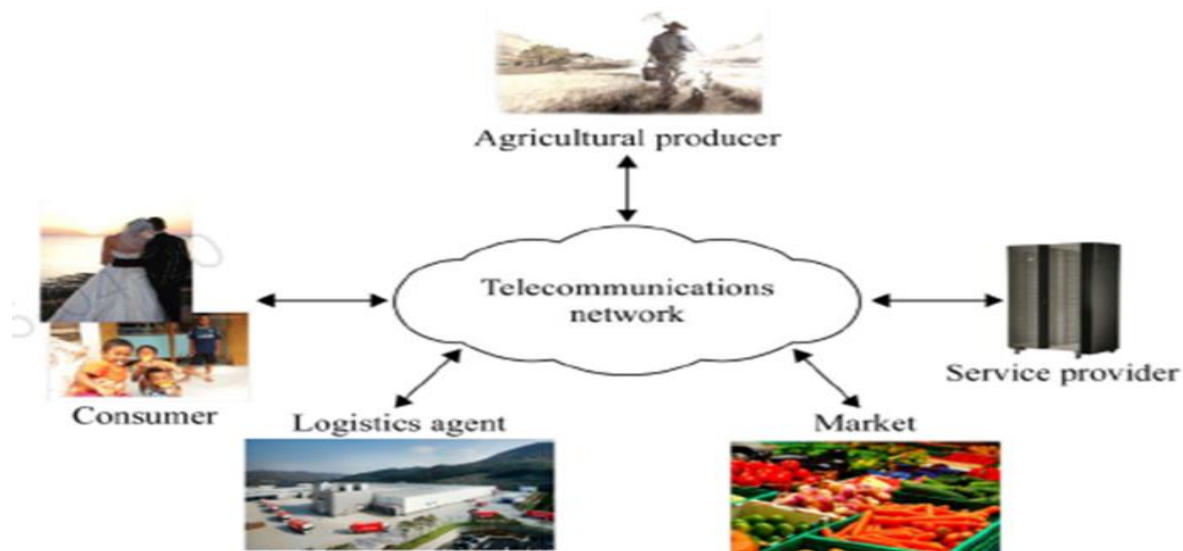 Agricultural producer
Telecommunications
network
Service provider
Consumer
Logistics agent
Market